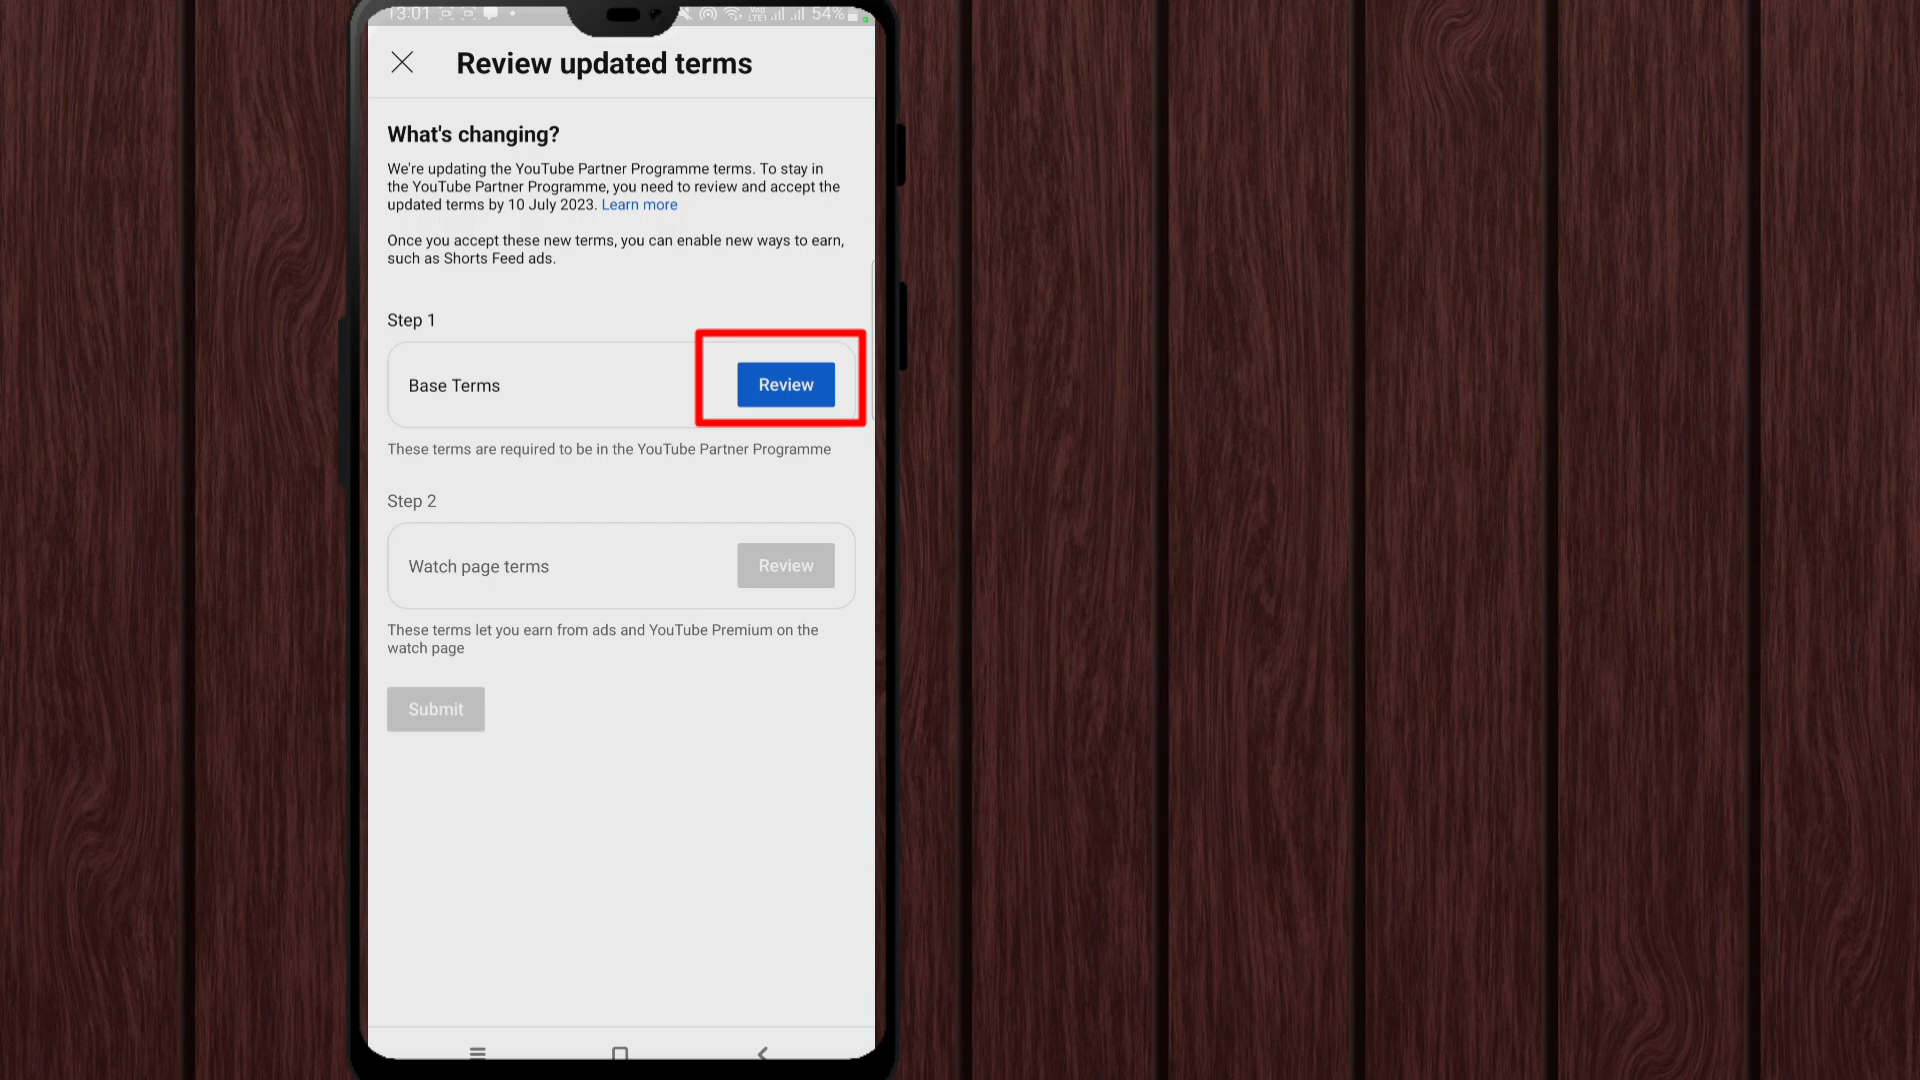 13:01 54%
Review updated terms
What's changing?
We're updating the YouTube Partner Programme terms. To stay in
the YouTube Partner Programme, you need to review and accept the
updated terms by 10 July 2023. Learn more
Once you accept these new terms, you can enable new ways to earn,
such as Shorts Feed ads.
Step 1
Base Terms Review
These terms are required to be in the YouTube Partner Programme
Step 2
Watch page terms Review
These terms let you earn from ads and YouTube Premium on the
watch page
Submit